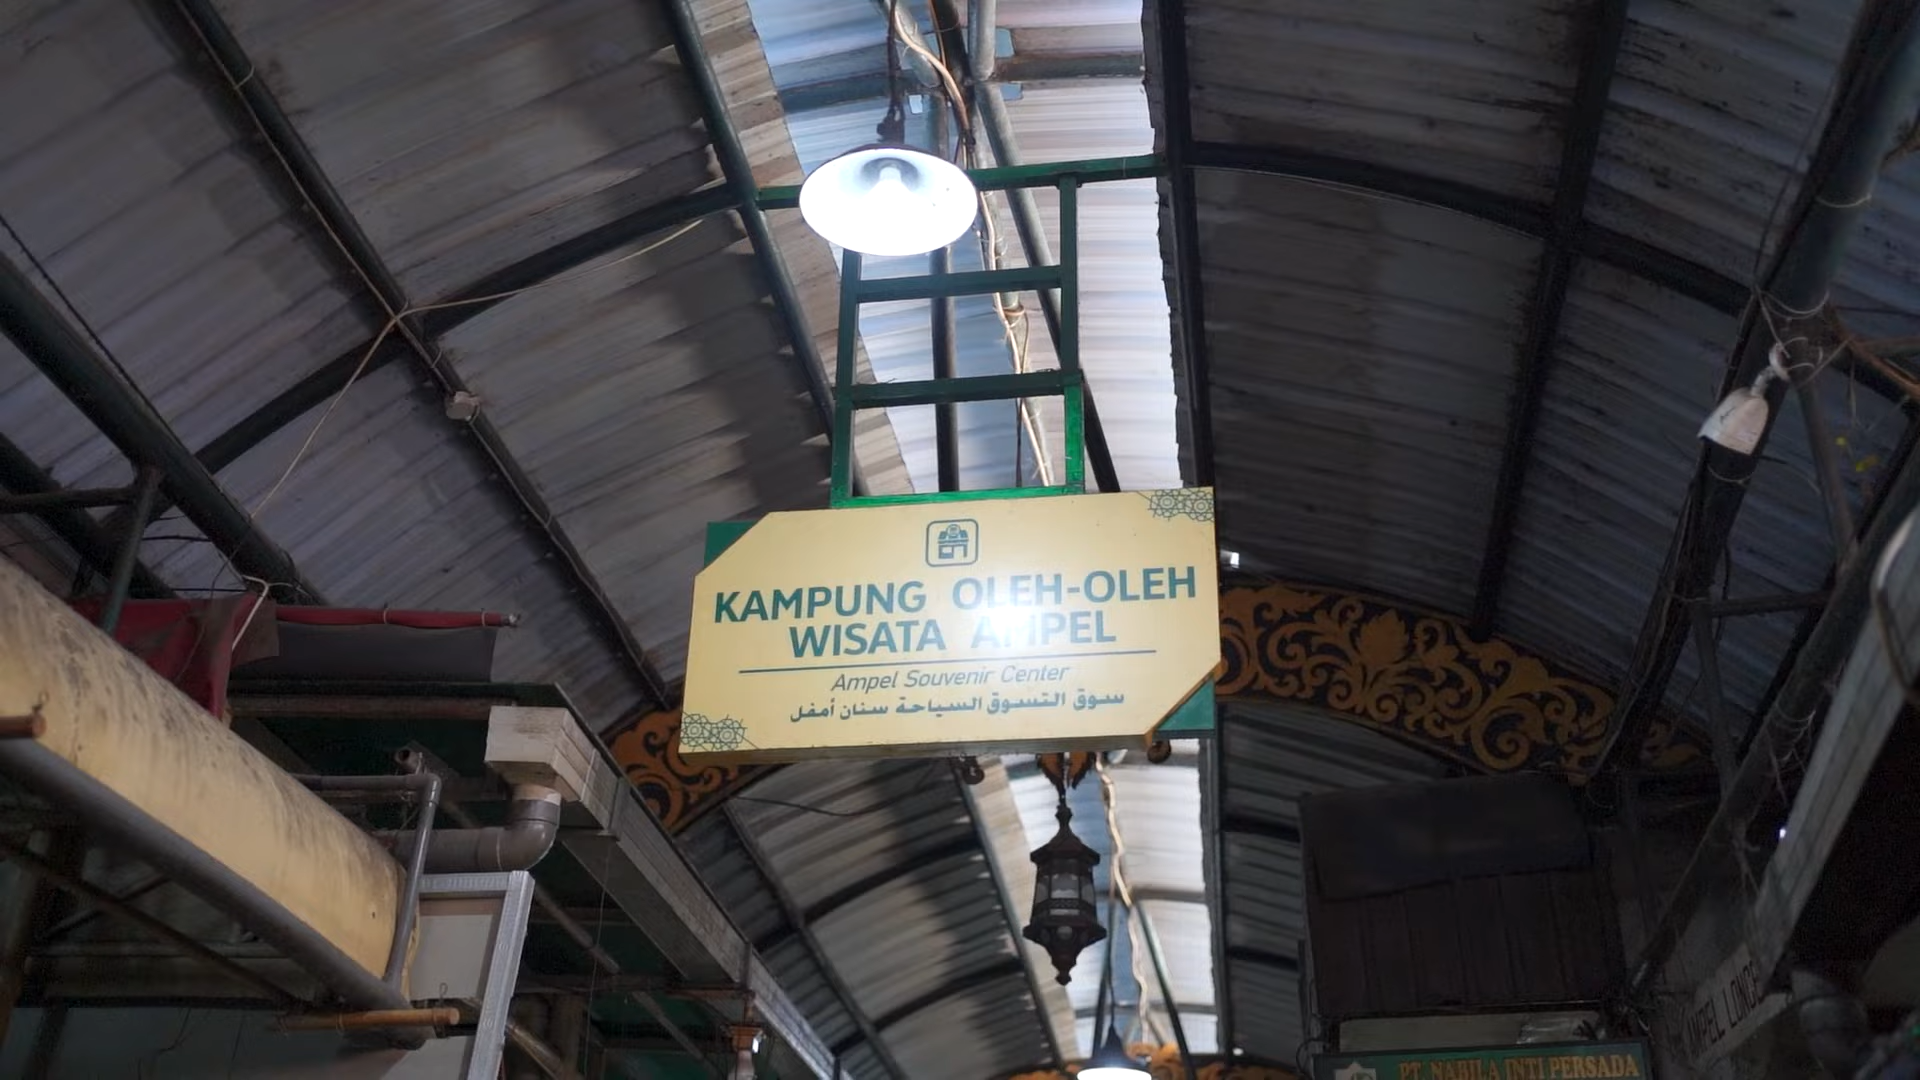 KAMPUNG OLEH-OLEH
WISATA AMPEL
Ampel Souvenir Center
سوق التسوق السياحة سنان أمفل
PT. NABILA INTI PERSADA